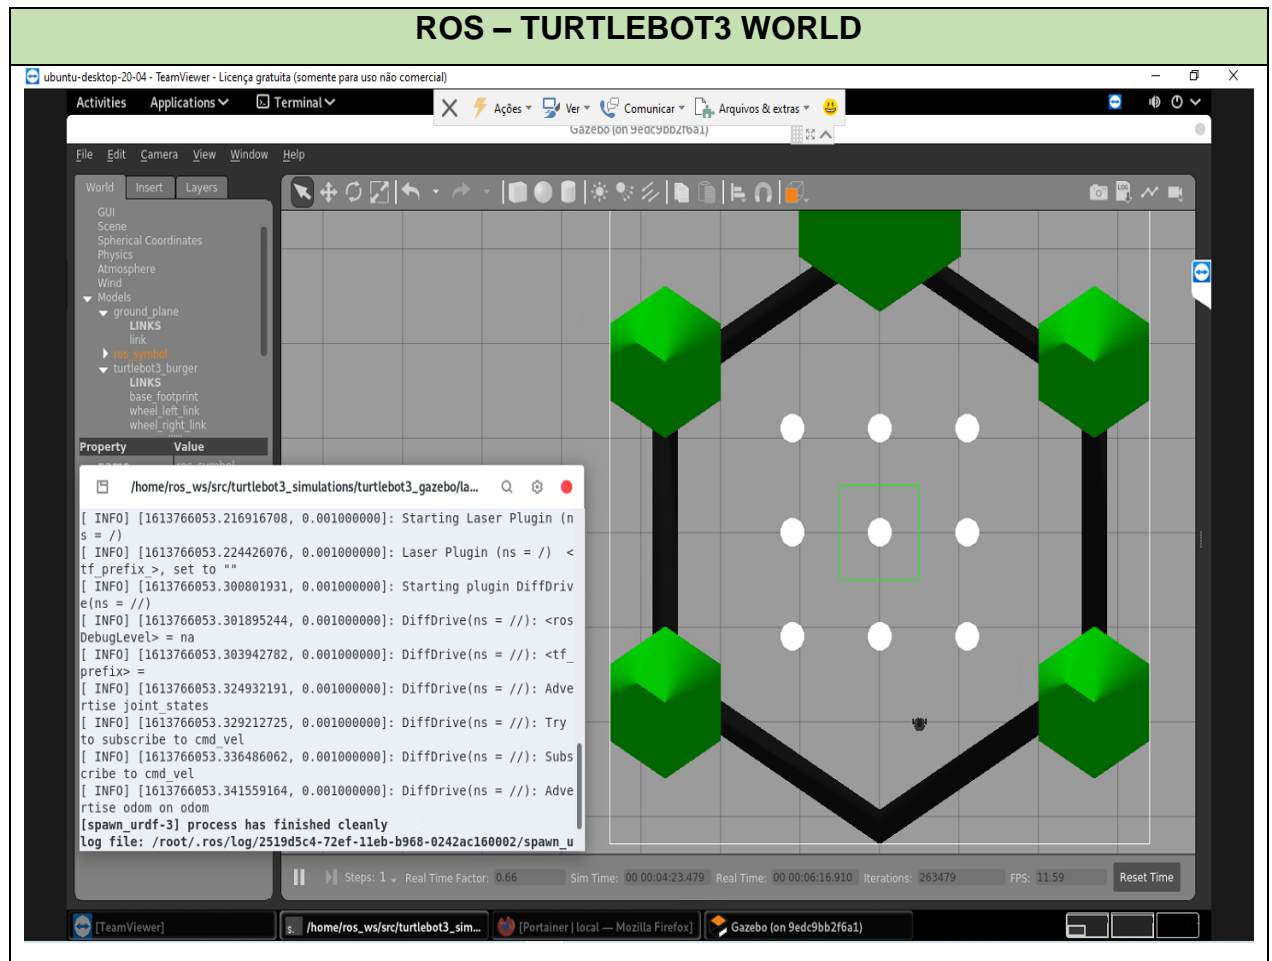 ROS – TURTLEBOT3 WORLD
ubuntu-desktop-20-04 - TeamViewer - Licença gratuita (somente para uso não comercial)
Activities Applications Terminal
Ações Ver Comunicar Arquivos & extras
Gazebo (on 9edc9bb2f6a1)
File Edit Camera View Window Help
World Insert Layers
GUI
Scene
Spherical Coordinates
Physics
Atmosphere
Wind
Models
ground_plane
LINKS
link
ros_symbol
turtlebot3_burger
LINKS
base_footprint
wheel_left_link
wheel_right_link
Property Value
name ros_symbol
/home/ros_ws/src/turtlebot3_simulations/turtlebot3_gazebo/la...
[ INFO] [1613766053.216916708, 0.001000000]: Starting Laser Plugin (n
s = /)
[ INFO] [1613766053.224426076, 0.001000000]: Laser Plugin (ns = /) <
tf_prefix_>, set to ""
[ INFO] [1613766053.300801931, 0.001000000]: Starting plugin DiffDriv
e(ns = //)
[ INFO] [1613766053.301895244, 0.001000000]: DiffDrive(ns = //): <ros
DebugLevel> = na
[ INFO] [1613766053.303942782, 0.001000000]: DiffDrive(ns = //): <tf_
prefix> =
[ INFO] [1613766053.324932191, 0.001000000]: DiffDrive(ns = //): Adve
rtise joint_states
[ INFO] [1613766053.329212725, 0.001000000]: DiffDrive(ns = //): Try
to subscribe to cmd_vel
[ INFO] [1613766053.336486062, 0.001000000]: DiffDrive(ns = //): Subs
cribe to cmd_vel
[ INFO] [1613766053.341559164, 0.001000000]: DiffDrive(ns = //): Adve
rtise odom on odom
[spawn_urdf-3] process has finished cleanly
log file: /root/.ros/log/2519d5c4-72ef-11eb-b968-0242ac160002/spawn_u
Steps: 1 Real Time Factor: 0.66 Sim Time: 00 00:04:23.479 Real Time: 00 00:06:16.910 Iterations: 263479 FPS: 11.59 Reset Time
[TeamViewer] /home/ros_ws/src/turtlebot3_sim... [Portainer | local — Mozilla Firefox] Gazebo (on 9edc9bb2f6a1)